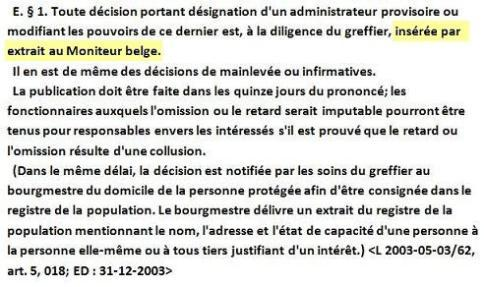 E. § 1. Toute décision portant désignation d'un administrateur provisoire ou
modifiant les pouvoirs de ce dernier est, à la diligence du greffier, insérée par
extrait au Moniteur belge.
Il en est de même des décisions de mainlevée ou infirmatives.
La publication doit être faite dans les quinze jours du prononcé; les
fonctionnaires auxquels l'omission ou le retard serait imputable pourront être
tenus pour responsables envers les intéressés s'il est prouvé que le retard ou
l'omission résulte d'une collusion.
(Dans le même délai, la décision est notifiée par les soins du greffier au
bourgmestre du domicile de la personne protégée afin d'être consignée dans le
registre de la population. Le bourgmestre délivre un extrait du registre de la
population mentionnant le nom, l'adresse et l'état de capacité d'une personne à
la personne elle-même ou à tous tiers justifiant d'un intérêt.) <L 2003-05-03/62,
art. 5, 018; ED : 31-12-2003>